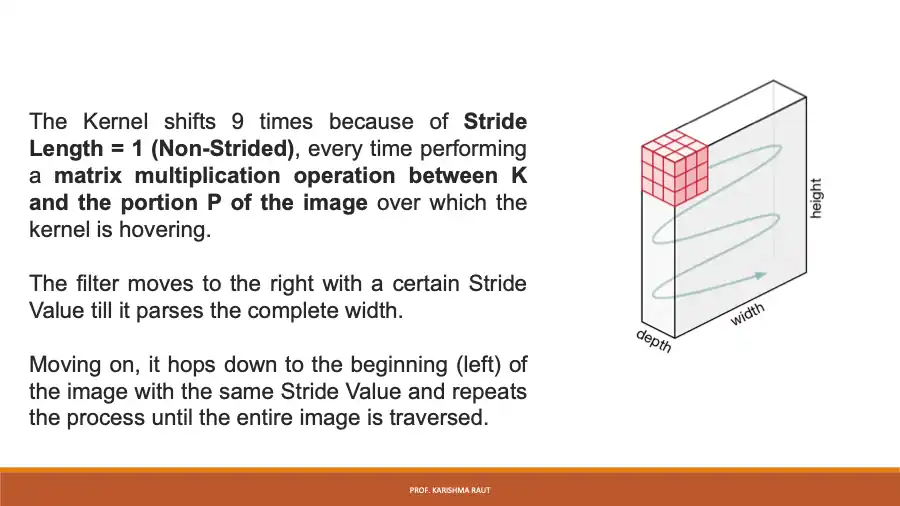 The Kernel shifts 9 times because of Stride
Length = 1 (Non-Strided), every time performing
a matrix multiplication operation between K
and the portion P of the image over which the
kernel is hovering.
The filter moves to the right with a certain Stride
Value till it parses the complete width.
Moving on, it hops down to the beginning (left) of
the image with the same Stride Value and repeats
the process until the entire image is traversed.
height
width
depth
PROF. KARISHMA RAUT